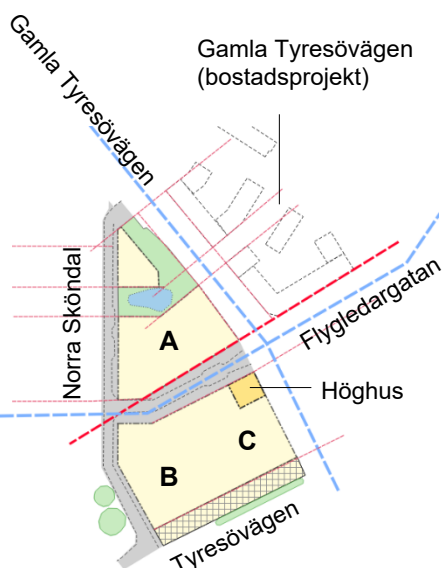 Gamla Tyresövägen
Gamla Tyresövägen
(bostadsprojekt)
Norra Sköndal
Flygledargatan
A
Höghus
C
B
Tyresövägen